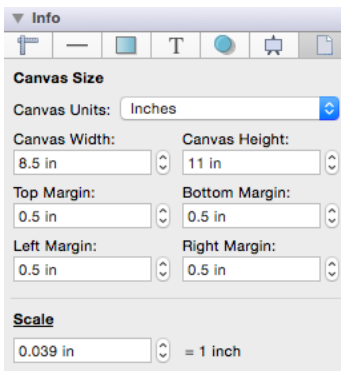 Info
T
Canvas Size
Canvas Units: Inches
Canvas Width: Canvas Height:
8.5 in 11 in
Top Margin: Bottom Margin:
0.5 in 0.5 in
Left Margin: Right Margin:
0.5 in 0.5 in
Scale
0.039 in = 1 inch